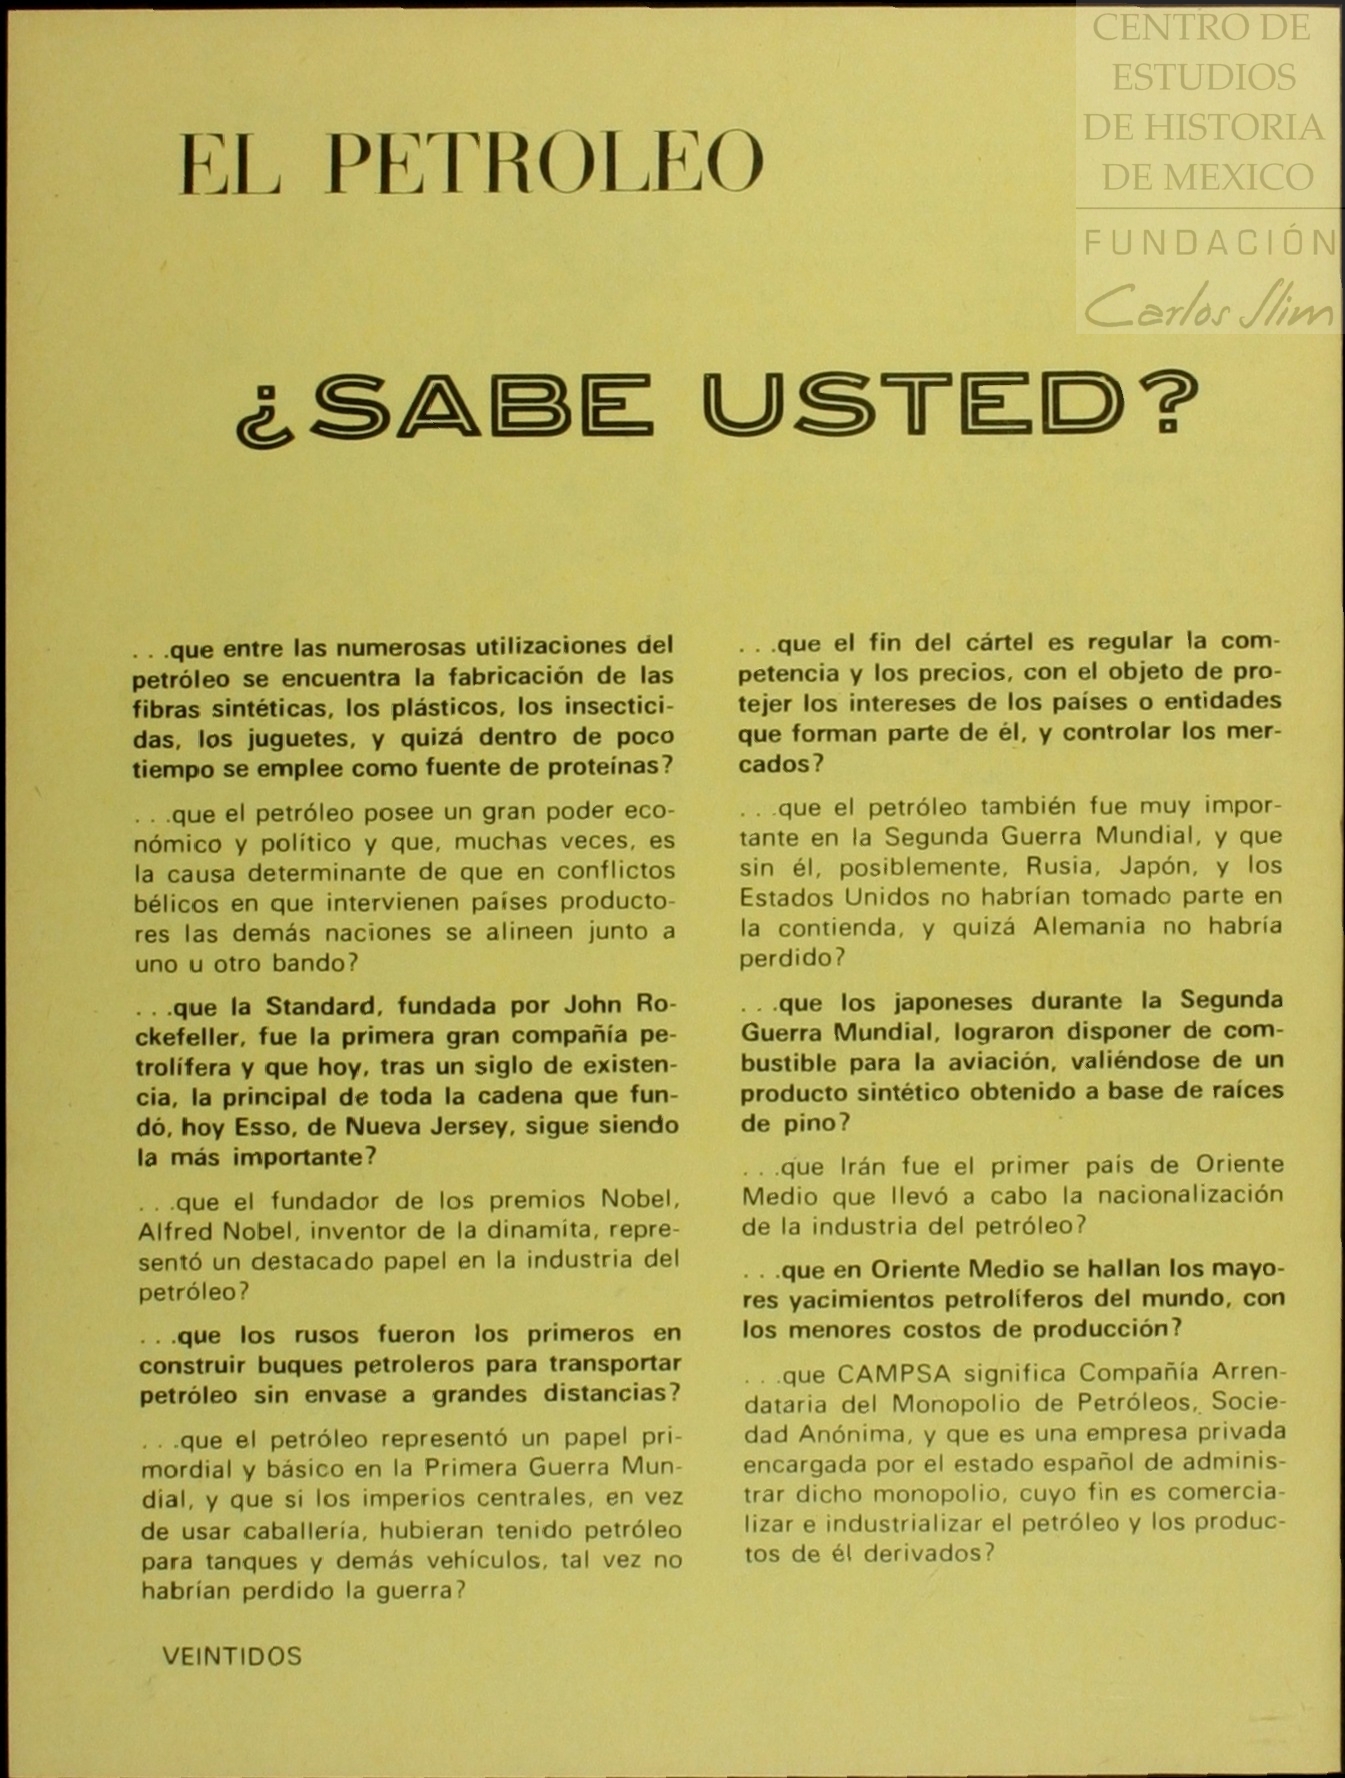 CENTRO DE
ESTUDIOS
DE HISTORIA
DE MEXICO
FUNDACIÓN
Carlos Slim
EL PETROLEO
¿SABE USTED?
. . .que entre las numerosas utilizaciones del
petróleo se encuentra la fabricación de las
fibras sintéticas, los plásticos, los insectici-
das, los juguetes, y quizá dentro de poco
tiempo se emplee como fuente de proteínas?
. . .que el petróleo posee un gran poder eco-
nómico y político y que, muchas veces, es
la causa determinante de que en conflictos
bélicos en que intervienen países producto-
res las demás naciones se alineen junto a
uno u otro bando?
. . .que la Standard, fundada por John Ro-
ckefeller, fue la primera gran compañía pe-
trolífera y que hoy, tras un siglo de existen-
cia, la principal de toda la cadena que fun-
dó, hoy Esso, de Nueva Jersey, sigue siendo
la más importante?
. . .que el fundador de los premios Nobel,
Alfred Nobel, inventor de la dinamita, repre-
sentó un destacado papel en la industria del
petróleo?
. . .que los rusos fueron los primeros en
construir buques petroleros para transportar
petróleo sin envase a grandes distancias?
. . .que el petróleo representó un papel pri-
mordial y básico en la Primera Guerra Mun-
dial, y que si los imperios centrales, en vez
de usar caballería, hubieran tenido petróleo
para tanques y demás vehículos, tal vez no
habrían perdido la guerra?
. . .que el fin del cártel es regular la com-
petencia y los precios, con el objeto de pro-
tejer los intereses de los países o entidades
que forman parte de él, y controlar los mer-
cados?
. . .que el petróleo también fue muy impor-
tante en la Segunda Guerra Mundial, y que
sin él, posiblemente, Rusia, Japón, y los
Estados Unidos no habrían tomado parte en
la contienda, y quizá Alemania no habría
perdido?
. . .que los japoneses durante la Segunda
Guerra Mundial, lograron disponer de com-
bustible para la aviación, valiéndose de un
producto sintético obtenido a base de raíces
de pino?
. . .que Irán fue el primer país de Oriente
Medio que llevó a cabo la nacionalización
de la industria del petróleo?
. . .que en Oriente Medio se hallan los mayo-
res yacimientos petrolíferos del mundo, con
los menores costos de producción?
. . .que CAMPSA significa Compañía Arren-
dataria del Monopolio de Petróleos, Socie-
dad Anónima, y que es una empresa privada
encargada por el estado español de adminis-
trar dicho monopolio, cuyo fin es comercia-
lizar e industrializar el petróleo y los produc-
tos de él derivados?
VEINTIDOS